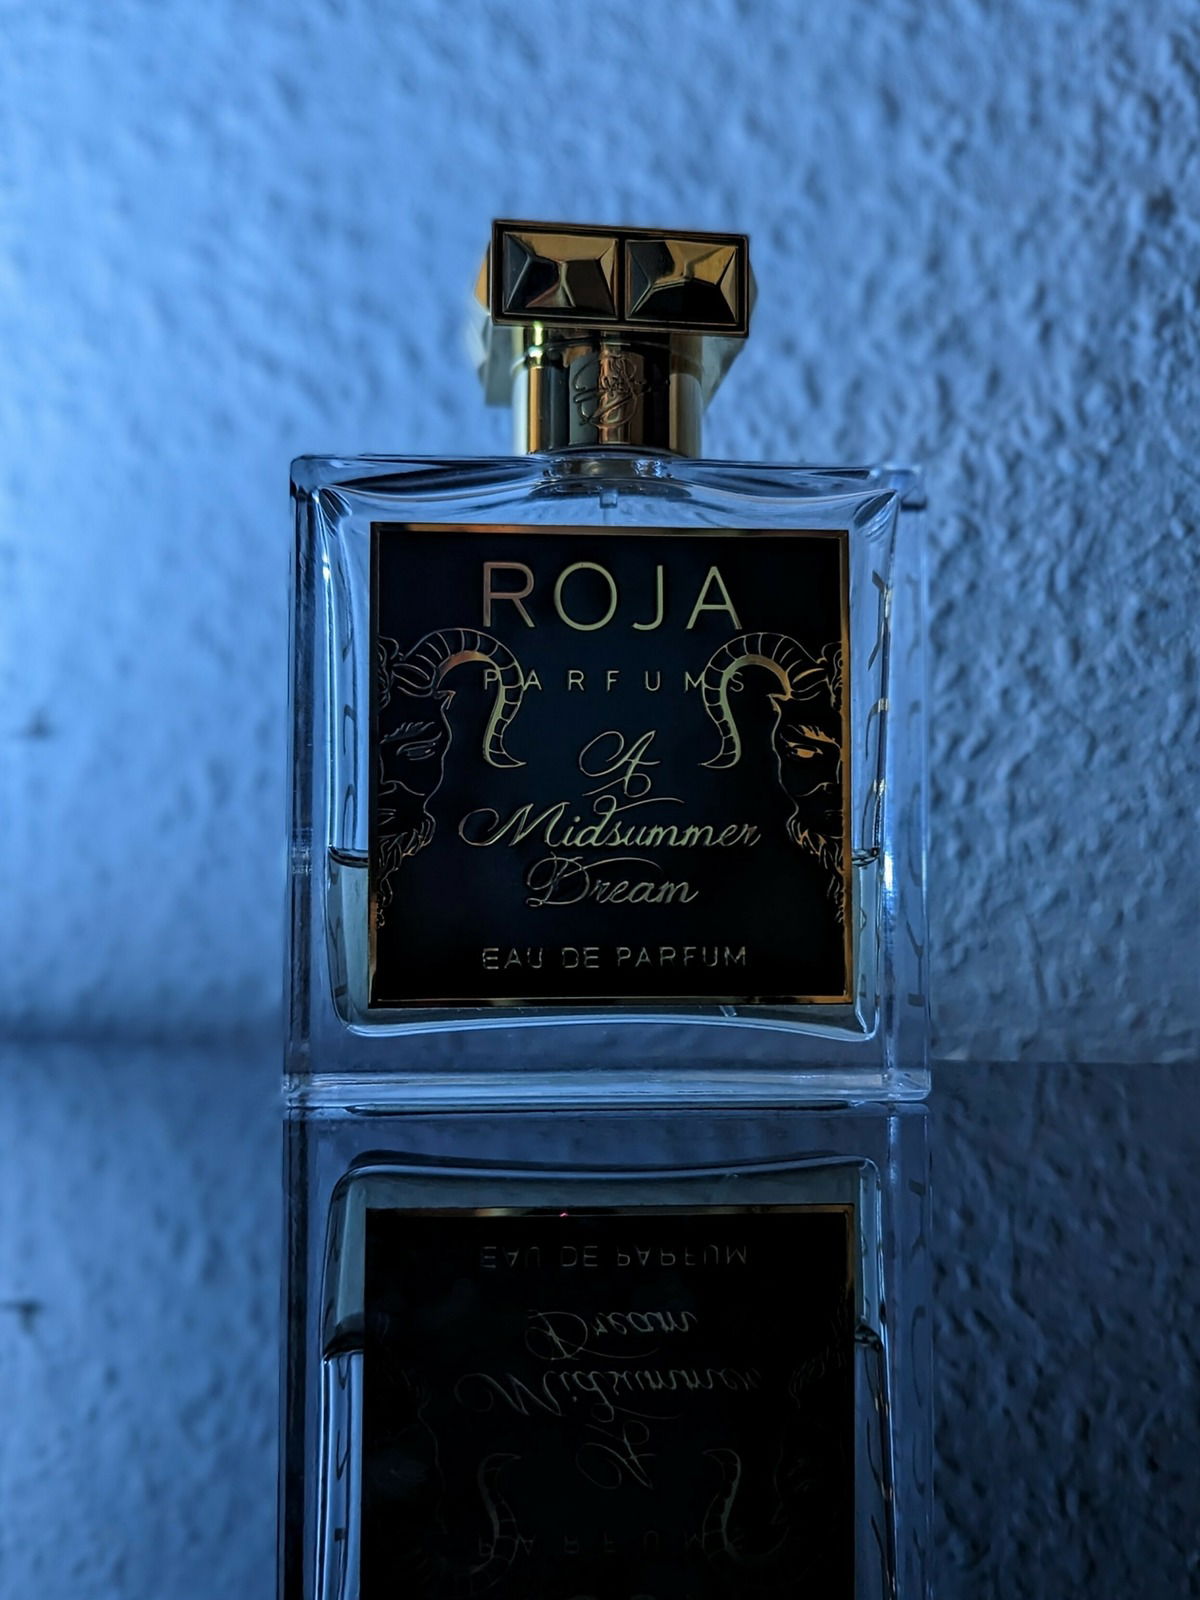 ROJA
PARFUMS
A
Midsummer
Dream
EAU DE PARFUM